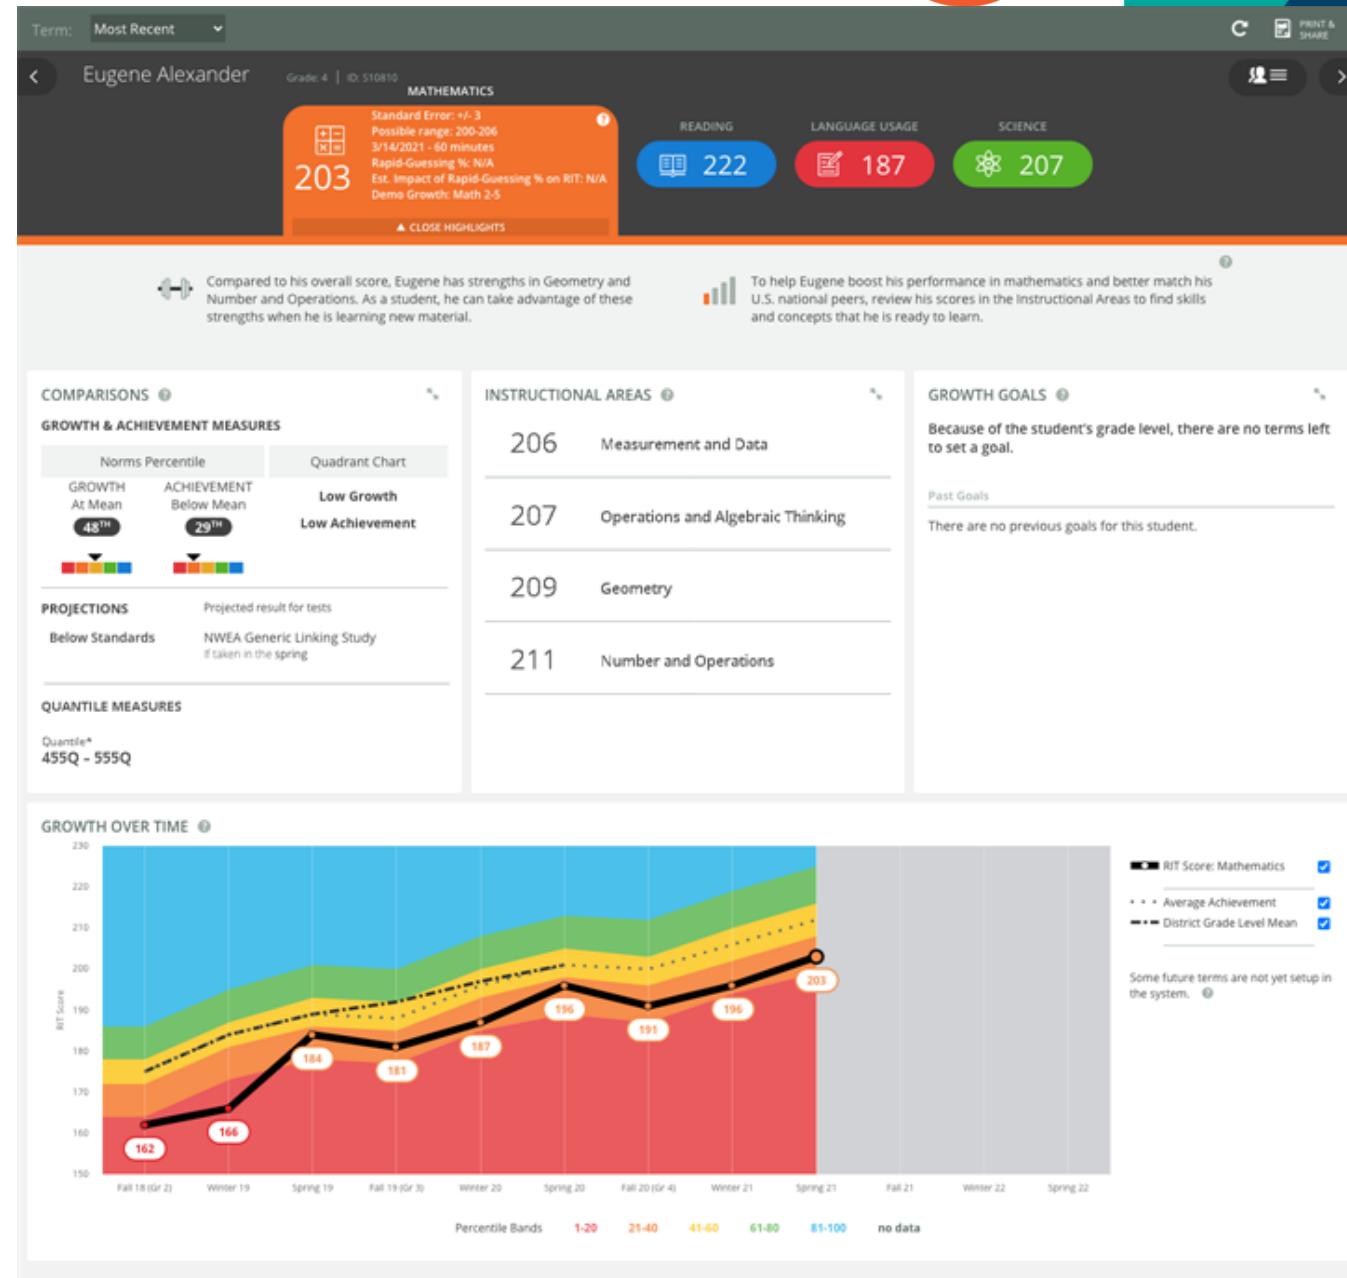 Term: Most Recent
PRINT & SHARE
Eugene Alexander Grade: 4 | ID: S10810
MATHEMATICS
Standard Error: +/- 3
Possible range: 200-206
3/14/2021 - 60 minutes
Rapid-Guessing %: N/A
Est. Impact of Rapid-Guessing % on RIT: N/A
Demo Growth: Math 2-5
203
CLOSE HIGHLIGHTS
READING
222
LANGUAGE USAGE
187
SCIENCE
207
Compared to his overall score, Eugene has strengths in Geometry and
Number and Operations. As a student, he can take advantage of these
strengths when he is learning new material.
To help Eugene boost his performance in mathematics and better match his
U.S. national peers, review his scores in the Instructional Areas to find skills
and concepts that he is ready to learn.
COMPARISONS
GROWTH & ACHIEVEMENT MEASURES
Norms Percentile Quadrant Chart
GROWTH ACHIEVEMENT
At Mean Below Mean
48TH 29TH
Low Growth
Low Achievement
PROJECTIONS Projected result for tests
Below Standards NWEA Generic Linking Study
If taken in the spring
QUANTILE MEASURES
Quantile*
455Q – 555Q
INSTRUCTIONAL AREAS
206 Measurement and Data
207 Operations and Algebraic Thinking
209 Geometry
211 Number and Operations
GROWTH GOALS
Because of the student's grade level, there are no terms left
to set a goal.
Past Goals
There are no previous goals for this student.
GROWTH OVER TIME
230
220
210
200
190
180
170
160
150
RIT Score
162
166
184
181
187
196
191
196
203
Fall 18 (Gr 2) Winter 19 Spring 19 Fall 19 (Gr 3) Winter 20 Spring 20 Fall 20 (Gr 4) Winter 21 Spring 21 Fall 21 Winter 22 Spring 22
Percentile Bands 1-20 21-40 41-60 61-80 81-100 no data
RIT Score: Mathematics
Average Achievement
District Grade Level Mean
Some future terms are not yet setup in
the system.